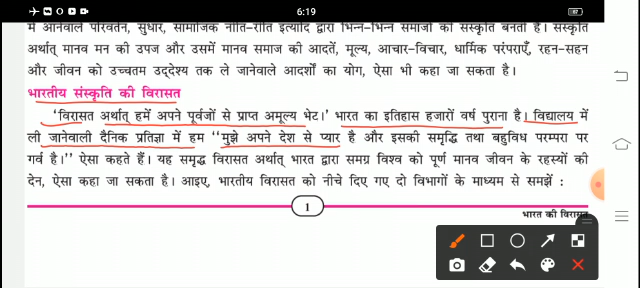 6:19
में आनेवाले परिवर्तन, सुधार, सामाजिक नीति-रीति इत्यादि द्वारा भिन्न-भिन्न समाजों की संस्कृति बनती है। संस्कृति
अर्थात् मानव मन की उपज और उसमें मानव समाज की आदतें, मूल्य, आचार-विचार, धार्मिक परंपराएँ, रहन-सहन
और जीवन को उच्चतम उद्देश्य तक ले जानेवाले आदर्शों का योग, ऐसा भी कहा जा सकता है।
भारतीय संस्कृति की विरासत
'विरासत अर्थात् हमें अपने पूर्वजों से प्राप्त अमूल्य भेट।' भारत का इतिहास हजारों वर्ष पुराना है। विद्यालय में
ली जानेवाली दैनिक प्रतिज्ञा में हम "मुझे अपने देश से प्यार है और इसकी समृद्धि तथा बहुविध परम्परा पर
गर्व है।" ऐसा कहते हैं। यह समृद्ध विरासत अर्थात् भारत द्वारा समग्र विश्व को पूर्ण मानव जीवन के रहस्यों की
देन, ऐसा कहा जा सकता है। आइए, भारतीय विरासत को नीचे दिए गए दो विभागों के माध्यम से समझें :
1
भारत की विरासत